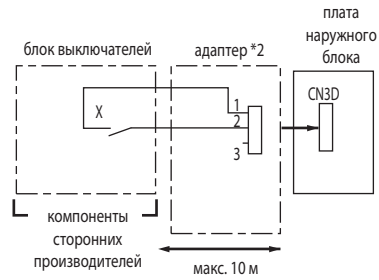 плата
наружного
блока
блок выключателей
адаптер *2
CN3D
X
1
2
3
компоненты
сторонних
производителей
макс. 10 м